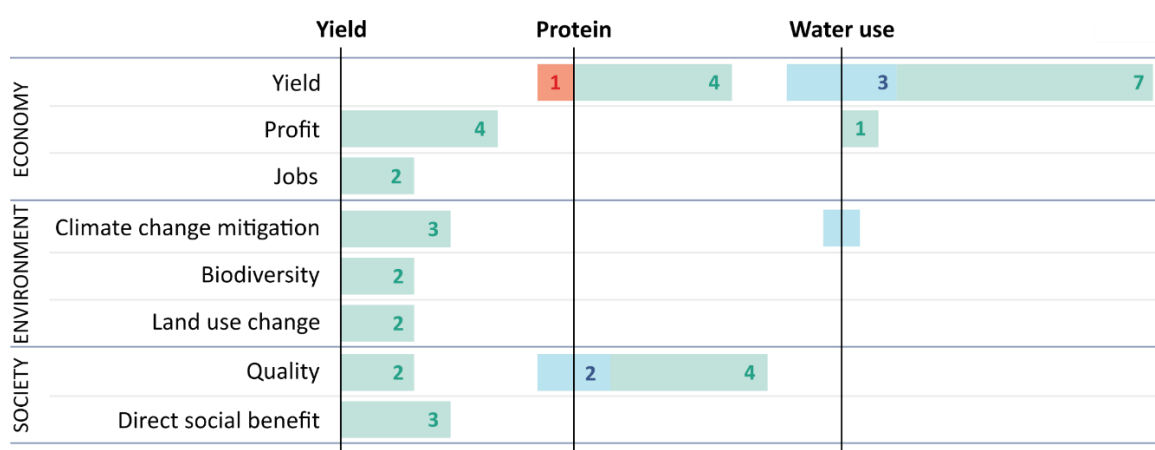 Yield Protein Water use
ECONOMY
Yield 1 4 3 7
Profit 4 1
Jobs 2
ENVIRONMENT
Climate change mitigation 3
Biodiversity 2
Land use change 2
SOCIETY
Quality 2 2 4
Direct social benefit 3